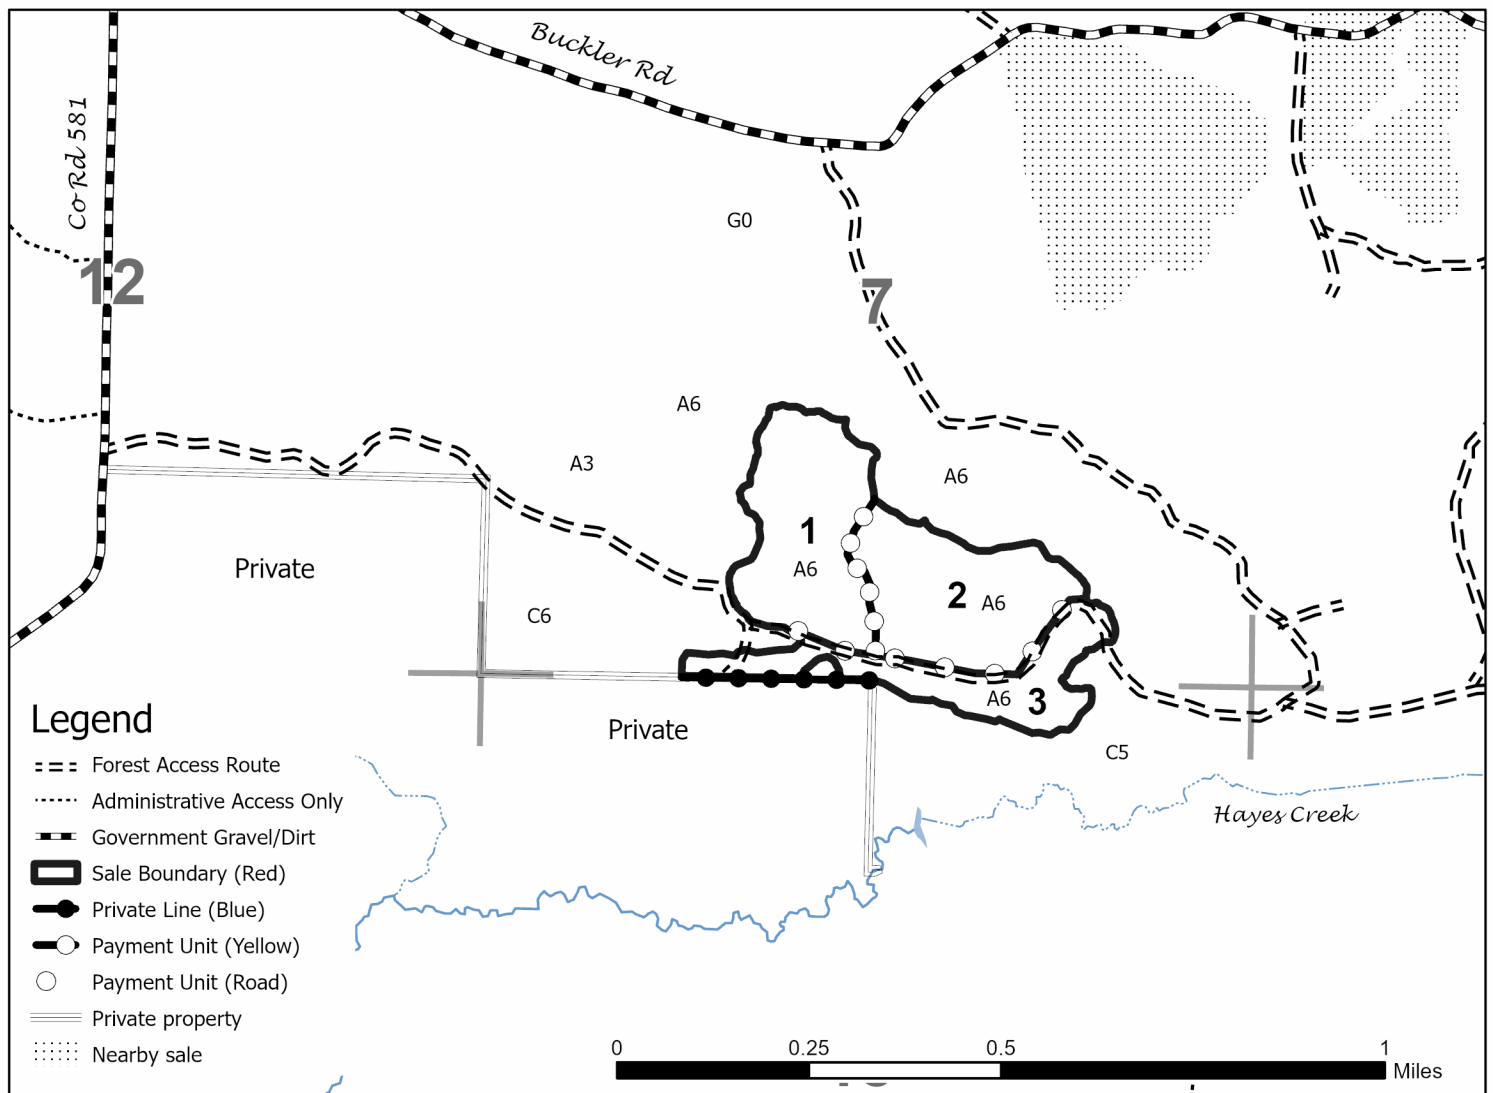 Buckler Rd
Co Rd 581
G0
12
7
A6
A3
A6
1
A6
2
A6
C6
Private
A6
3
Private
C5
Hayes Creek
Legend
Forest Access Route
Administrative Access Only
Government Gravel/Dirt
Sale Boundary (Red)
Private Line (Blue)
Payment Unit (Yellow)
Payment Unit (Road)
Private property
Nearby sale
0 0.25 0.5 1
Miles